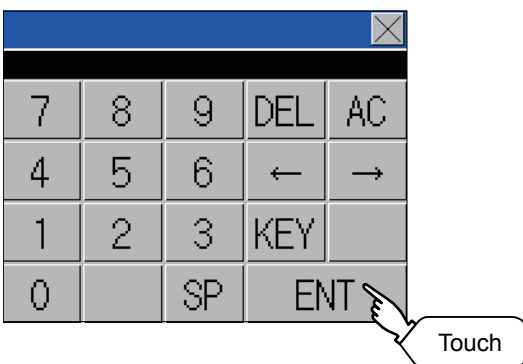 7 8 9 DEL AC
4 5 6 ← →
1 2 3 KEY
0 SP ENT
Touch